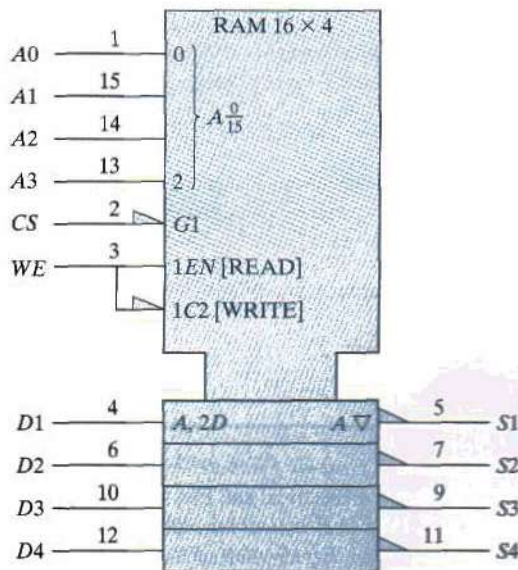 RAM 16 × 4
A0 1 0
A1 15
A 0/15
A2 14
A3 13 2
CS 2 G1
WE 3 1EN [READ]
1C2 [WRITE]
D1 4 A, 2D A ▽ 5 S1
D2 6 7 S2
D3 10 9 S3
D4 12 11 S4